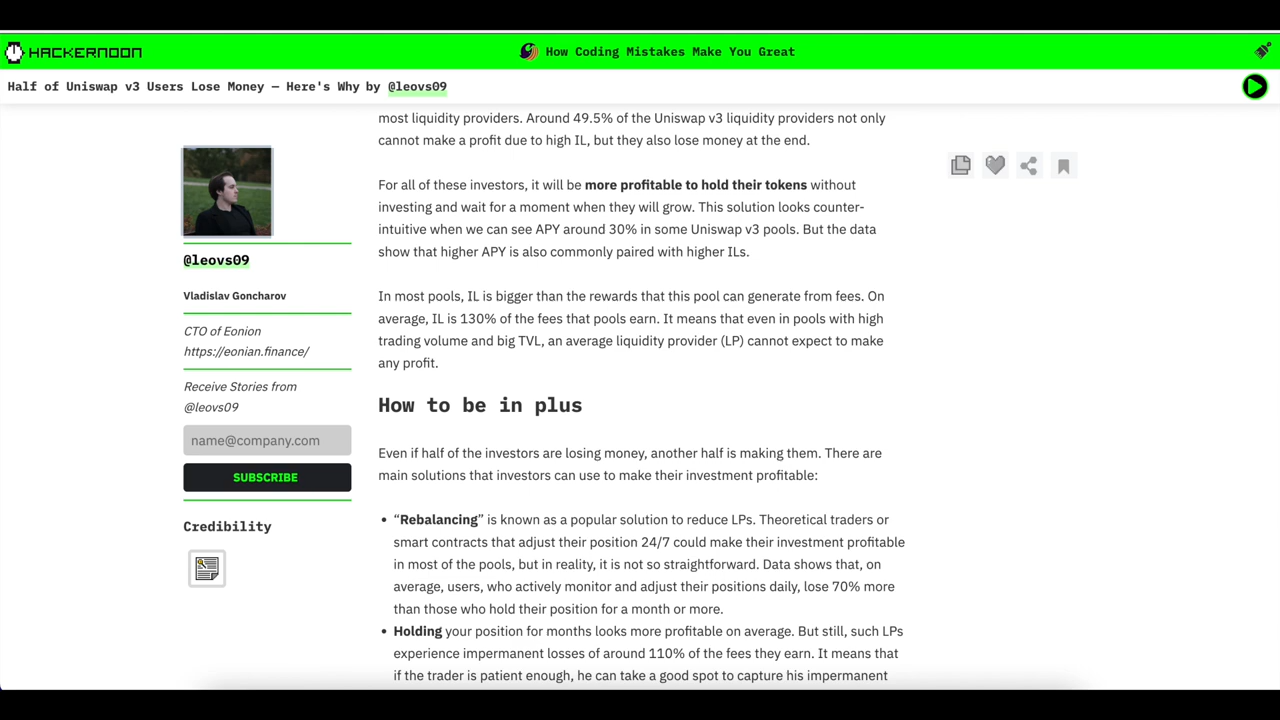 HACKERNOON
How Coding Mistakes Make You Great
Half of Uniswap v3 Users Lose Money — Here's Why by @leovs09
most liquidity providers. Around 49.5% of the Uniswap v3 liquidity providers not only
cannot make a profit due to high IL, but they also lose money at the end.
For all of these investors, it will be more profitable to hold their tokens without
investing and wait for a moment when they will grow. This solution looks counter-
intuitive when we can see APY around 30% in some Uniswap v3 pools. But the data
show that higher APY is also commonly paired with higher ILs.
In most pools, IL is bigger than the rewards that this pool can generate from fees. On
average, IL is 130% of the fees that pools earn. It means that even in pools with high
trading volume and big TVL, an average liquidity provider (LP) cannot expect to make
any profit.
How to be in plus
Even if half of the investors are losing money, another half is making them. There are
main solutions that investors can use to make their investment profitable:
• “Rebalancing” is known as a popular solution to reduce LPs. Theoretical traders or
smart contracts that adjust their position 24/7 could make their investment profitable
in most of the pools, but in reality, it is not so straightforward. Data shows that, on
average, users, who actively monitor and adjust their positions daily, lose 70% more
than those who hold their position for a month or more.
• Holding your position for months looks more profitable on average. But still, such LPs
experience impermanent losses of around 110% of the fees they earn. It means that
if the trader is patient enough, he can take a good spot to capture his impermanent
@leovs09
Vladislav Goncharov
CTO of Eonion
https://eonian.finance/
Receive Stories from
@leovs09
name@company.com
SUBSCRIBE
Credibility